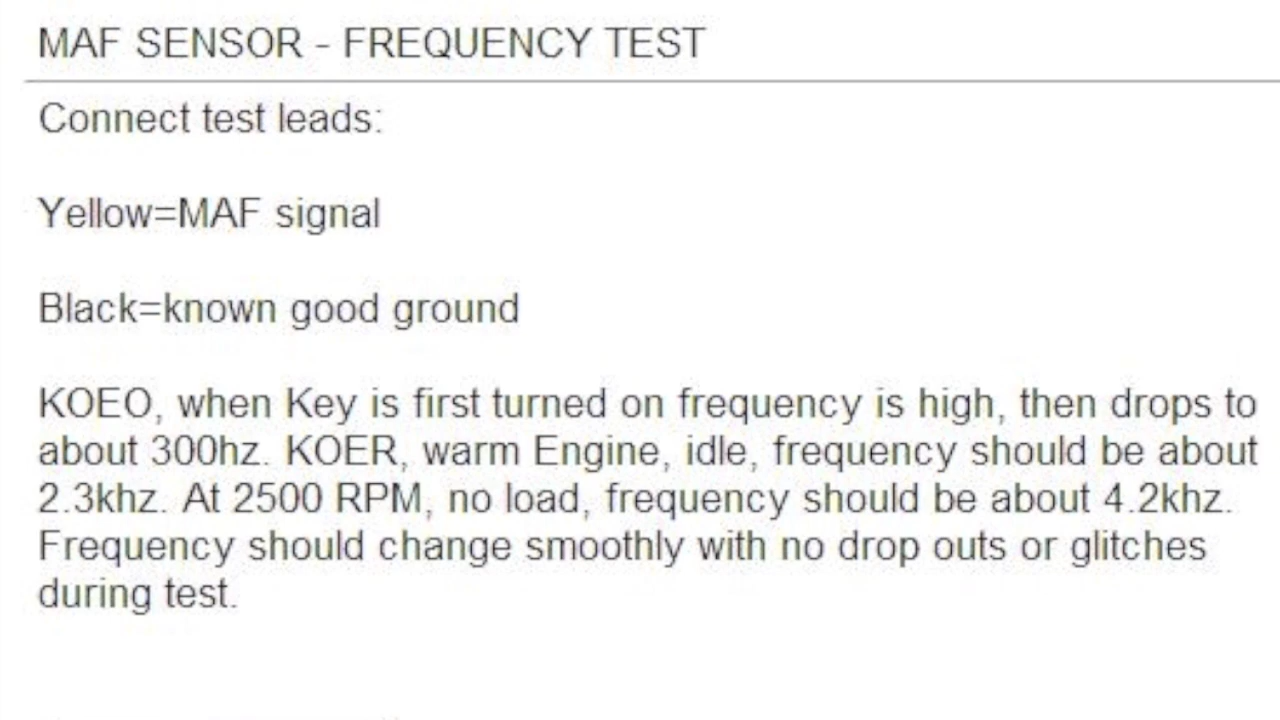 MAF SENSOR - FREQUENCY TEST
Connect test leads:
Yellow=MAF signal
Black=known good ground
KOEO, when Key is first turned on frequency is high, then drops to
about 300hz. KOER, warm Engine, idle, frequency should be about
2.3khz. At 2500 RPM, no load, frequency should be about 4.2khz.
Frequency should change smoothly with no drop outs or glitches
during test.